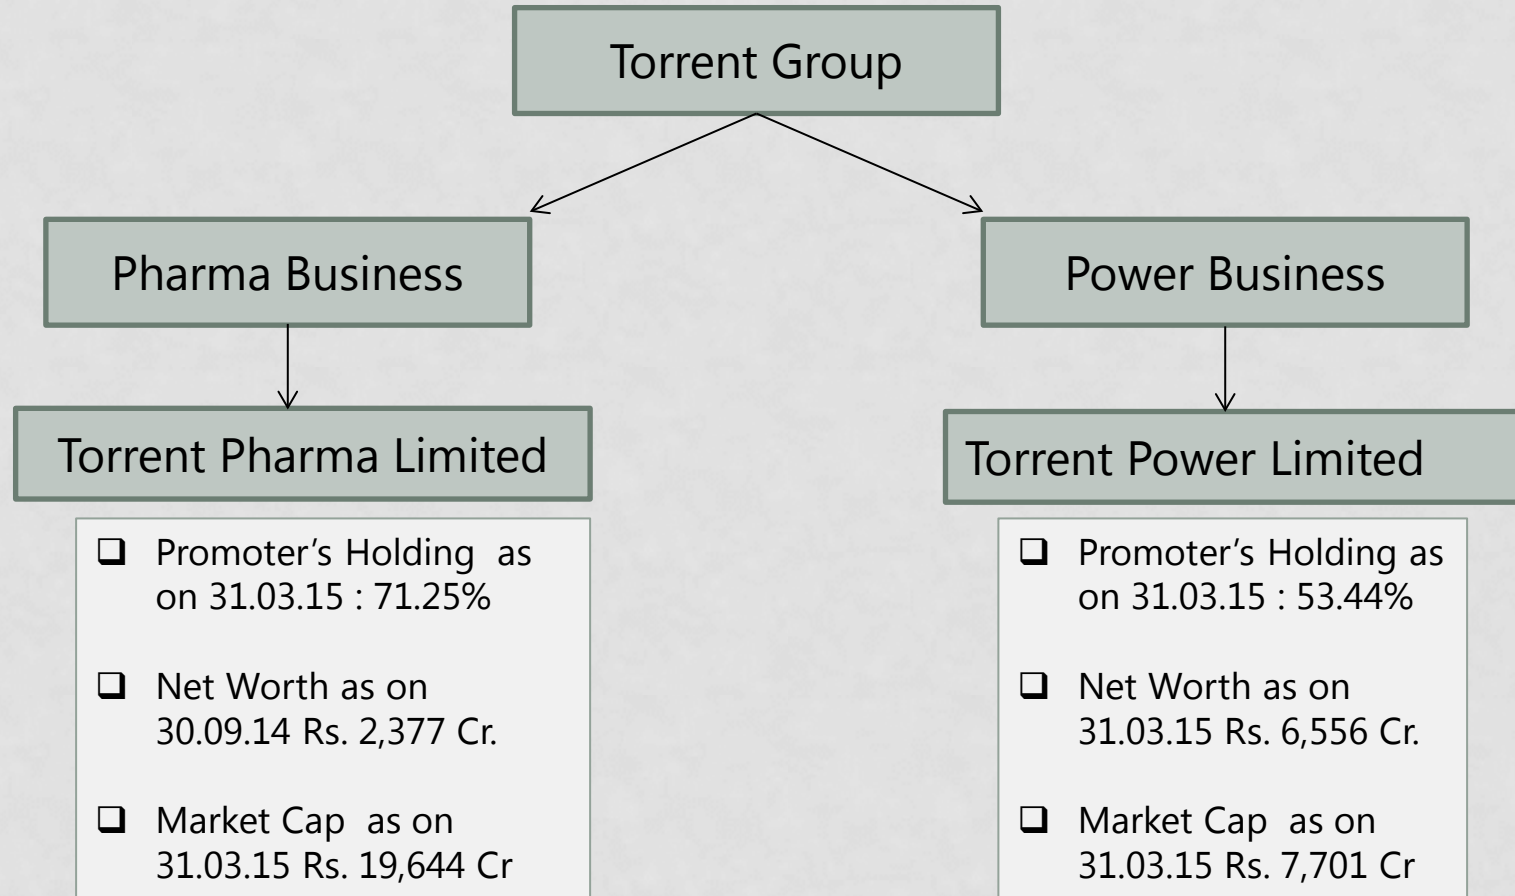 Torrent Group
Pharma Business
Power Business
Torrent Pharma Limited
Torrent Power Limited
❑ Promoter’s Holding as
on 31.03.15 : 71.25%
❑ Net Worth as on
30.09.14 Rs. 2,377 Cr.
❑ Market Cap as on
31.03.15 Rs. 19,644 Cr
❑ Promoter’s Holding as
on 31.03.15 : 53.44%
❑ Net Worth as on
31.03.15 Rs. 6,556 Cr.
❑ Market Cap as on
31.03.15 Rs. 7,701 Cr